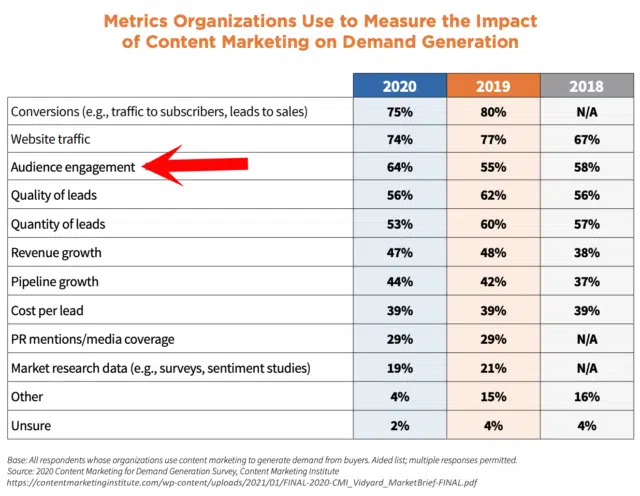 Metrics Organizations Use to Measure the Impact
of Content Marketing on Demand Generation
2020 2019 2018
Conversions (e.g., traffic to subscribers, leads to sales) 75% 80% N/A
Website traffic 74% 77% 67%
Audience engagement 64% 55% 58%
Quality of leads 56% 62% 56%
Quantity of leads 53% 60% 57%
Revenue growth 47% 48% 38%
Pipeline growth 44% 42% 37%
Cost per lead 39% 39% 39%
PR mentions/media coverage 29% 29% N/A
Market research data (e.g., surveys, sentiment studies) 19% 21% N/A
Other 4% 15% 16%
Unsure 2% 4% 4%
Base: All respondents whose organizations use content marketing to generate demand from buyers. Aided list; multiple responses permitted.
Source: 2020 Content Marketing for Demand Generation Survey, Content Marketing Institute
https://contentmarketinginstitute.com/wp-content/uploads/2021/01/FINAL-2020-CMI_Vidyard_MarketBrief-FINAL.pdf